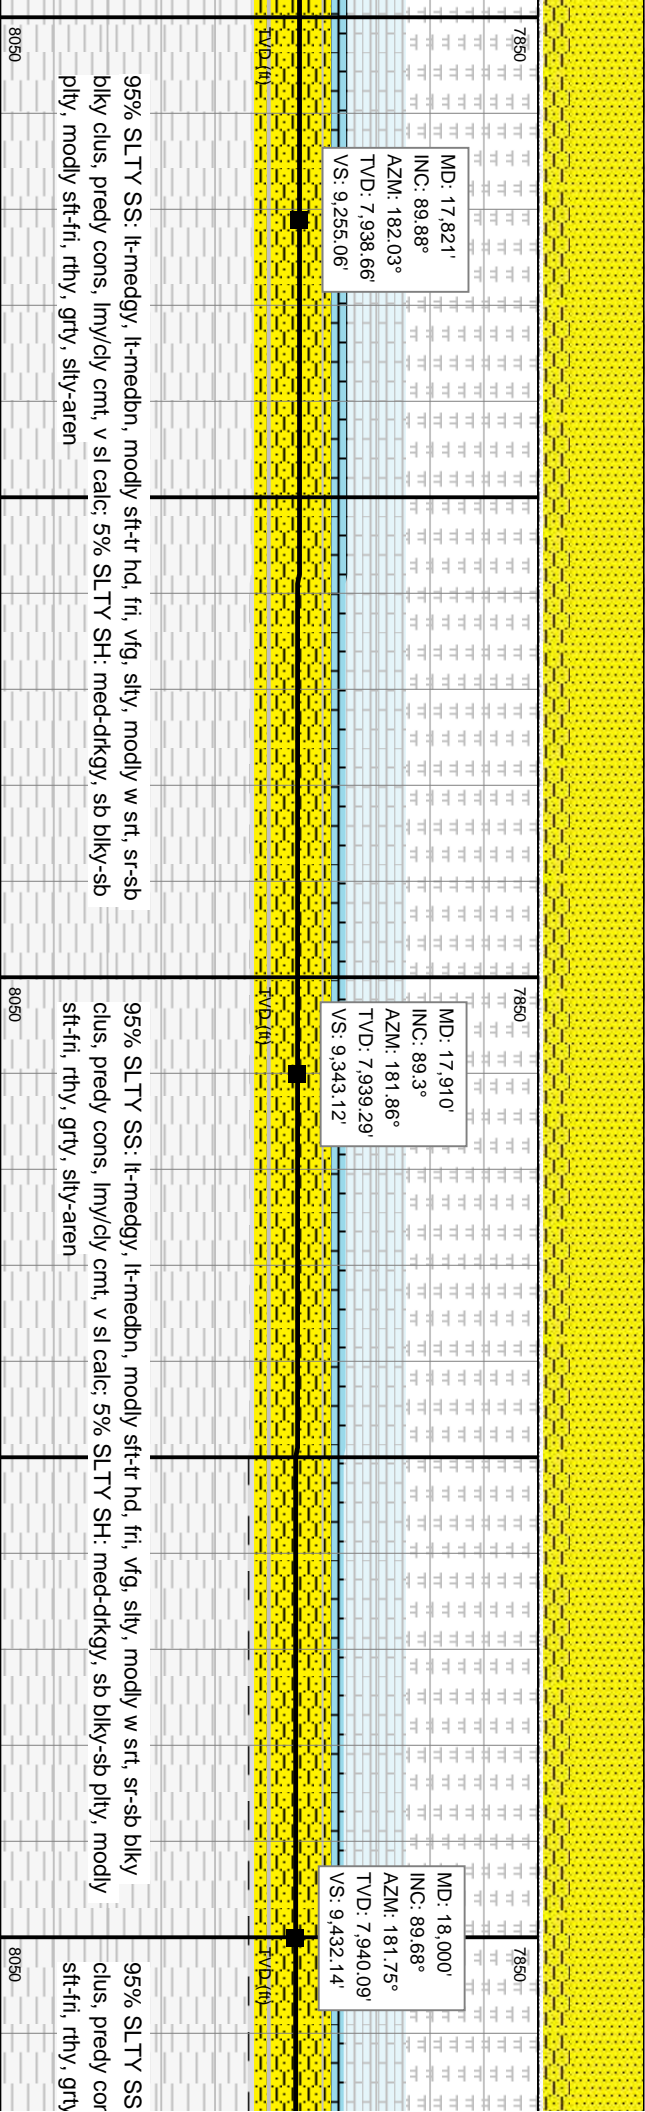 7850
TVD (ft)
8050
MD: 17,821'
INC: 89.88°
AZM: 182.03°
TVD: 7,938.66'
VS: 9,255.06'
95% SLTY SS: lt-medgy, lt-medbn, modly sft-tr hd, fri, vfg, slty, modly w srt, sr-sb
blky clus, predy cons, lmy/cly cmt, v sl calc; 5% SLTY SH: med-drkgy, sb blky-sb
plty, modly sft-fri, rthy, grty, slty-aren
7850
TVD (ft)
8050
MD: 17,910'
INC: 89.3°
AZM: 181.86°
TVD: 7,939.29'
VS: 9,343.12'
95% SLTY SS: lt-medgy, lt-medbn, modly sft-tr hd, fri, vfg, slty, modly w srt, sr-sb blky
clus, predy cons, lmy/cly cmt, v sl calc; 5% SLTY SH: med-drkgy, sb blky-sb plty, modly
sft-fri, rthy, grty, slty-aren
MD: 18,000'
INC: 89.68°
AZM: 181.75°
TVD: 7,940.09'
VS: 9,432.14'
7850
TVD (ft)
8050
95% SLTY SS
clus, predy cor
sft-fri, rthy, grty